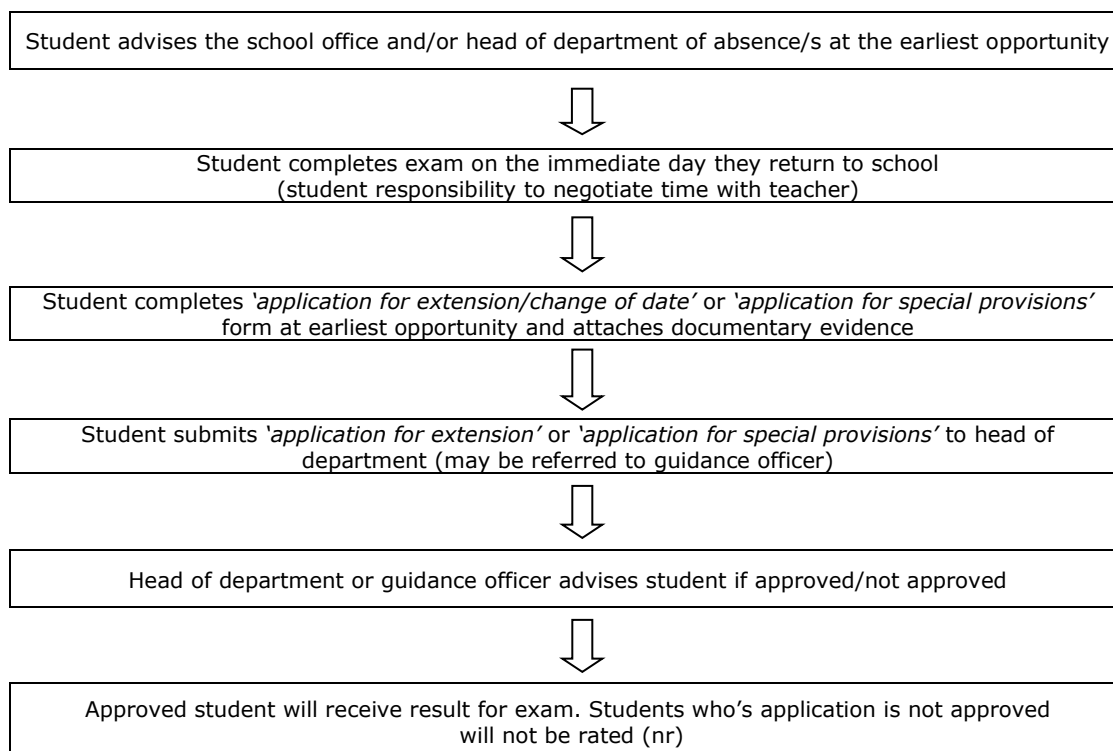 Student advises the school office and/or head of department of absence/s at the earliest opportunity
Student completes exam on the immediate day they return to school
(student responsibility to negotiate time with teacher)
Student completes ‘application for extension/change of date’ or ‘application for special provisions’
form at earliest opportunity and attaches documentary evidence
Student submits ‘application for extension’ or ‘application for special provisions’ to head of
department (may be referred to guidance officer)
Head of department or guidance officer advises student if approved/not approved
Approved student will receive result for exam. Students who’s application is not approved
will not be rated (nr)